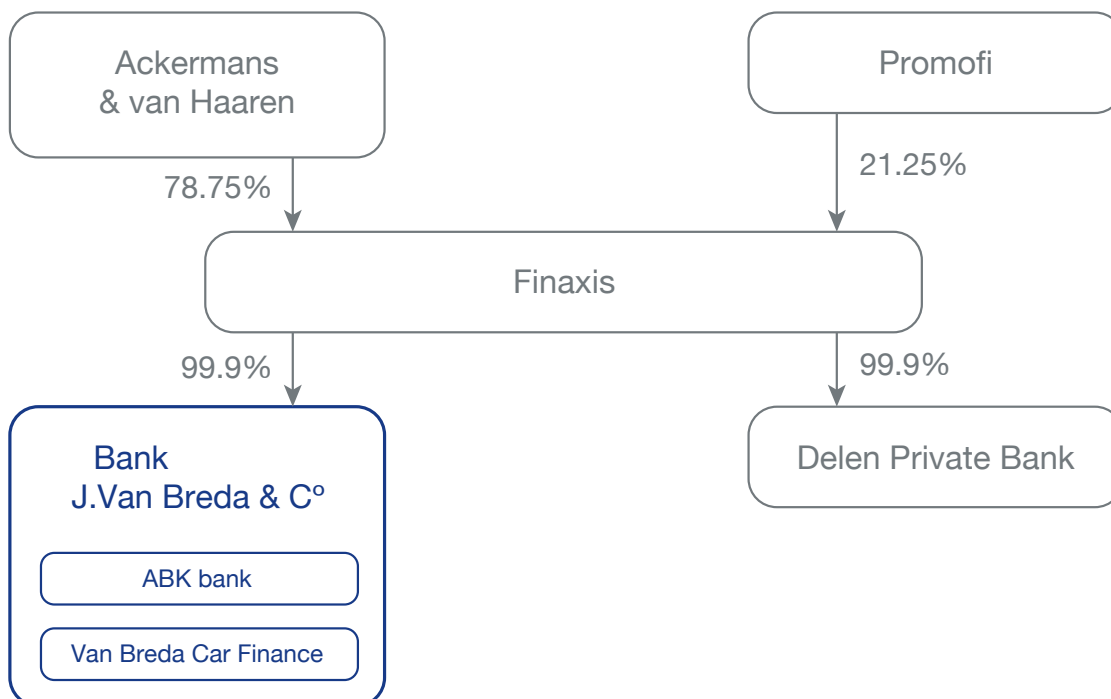 Ackermans
& van Haaren
Promofi
78.75%
21.25%
Finaxis
99.9%
99.9%
Bank
J.Van Breda & Cº
Delen Private Bank
ABK bank
Van Breda Car Finance